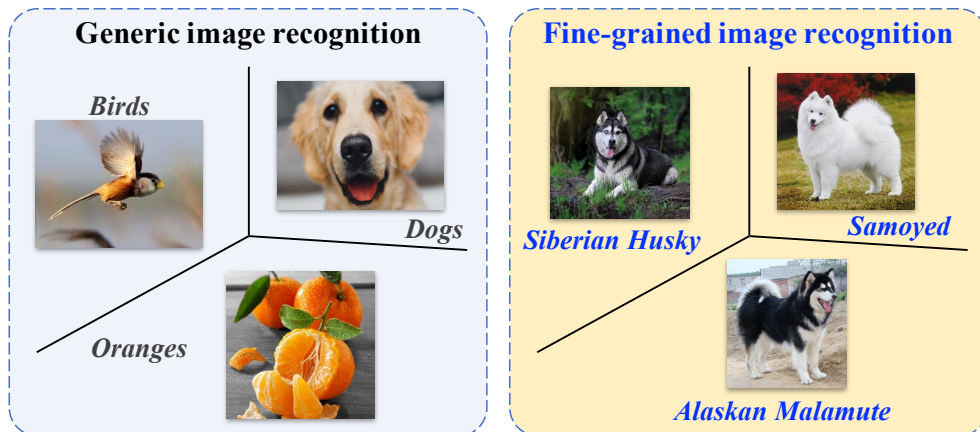 Generic image recognition
Birds
Dogs
Oranges
Fine-grained image recognition
Siberian Husky
Samoyed
Alaskan Malamute